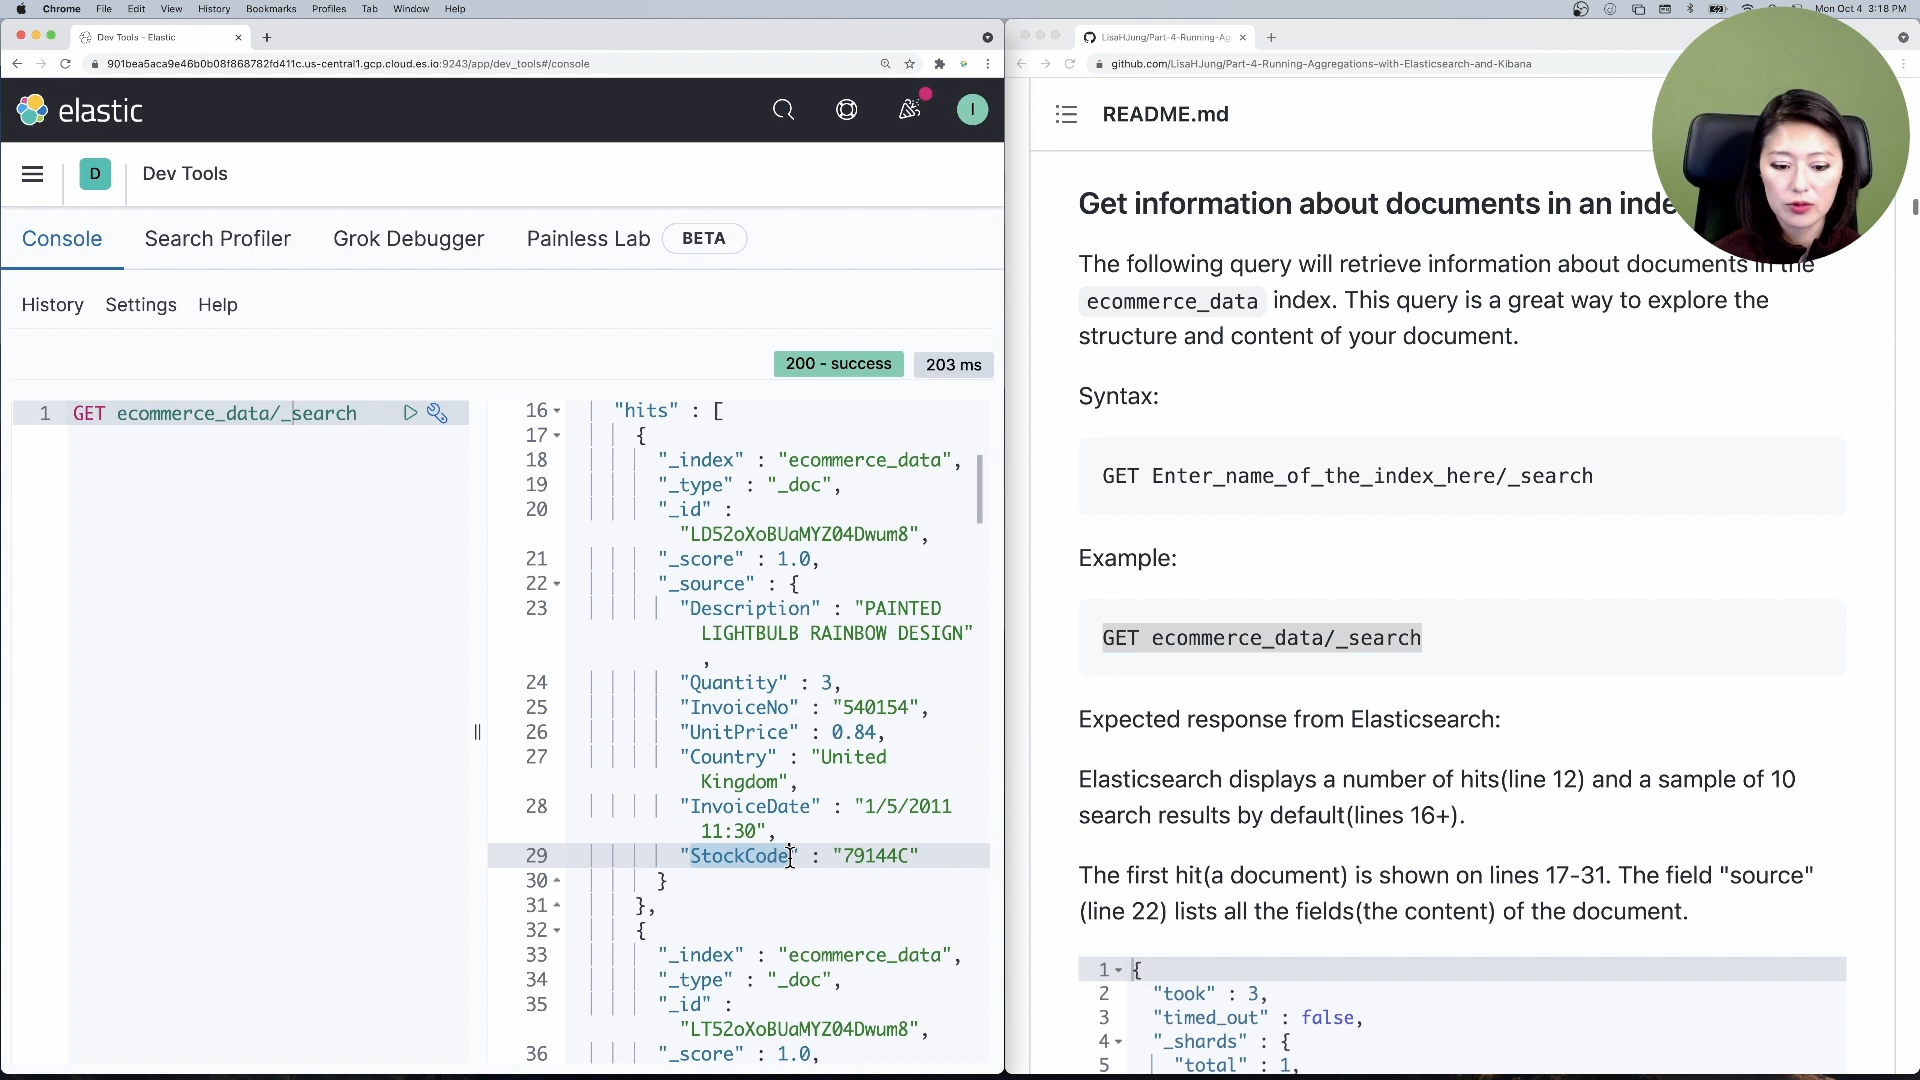 Chrome File Edit View History Bookmarks Profiles Tab Window Help
Mon Oct 4 3:18 PM
Dev Tools - Elastic
901bea5aca9e46b0b08f868782fd411c.us-central1.gcp.cloud.es.io:9243/app/dev_tools#/console
elastic
I
D Dev Tools
Console Search Profiler Grok Debugger Painless Lab BETA
History Settings Help
200 - success 203 ms
1 GET ecommerce_data/_search
16 "hits" : [
17 {
18 "_index" : "ecommerce_data",
19 "_type" : "_doc",
20 "_id" :
"LD52oXoBUaMYZ04Dwum8",
21 "_score" : 1.0,
22 "_source" : {
23 "Description" : "PAINTED
LIGHTBULB RAINBOW DESIGN"
,
24 "Quantity" : 3,
25 "InvoiceNo" : "540154",
26 "UnitPrice" : 0.84,
27 "Country" : "United
Kingdom",
28 "InvoiceDate" : "1/5/2011
11:30",
29 "StockCode" : "79144C"
30 }
31 },
32 {
33 "_index" : "ecommerce_data",
34 "_type" : "_doc",
35 "_id" :
"LT52oXoBUaMYZ04Dwum8",
36 "_score" : 1.0,
LisaHJung/Part-4-Running-Ag
github.com/LisaHJung/Part-4-Running-Aggregations-with-Elasticsearch-and-Kibana
README.md
Get information about documents in an inde
The following query will retrieve information about documents in the
ecommerce_data index. This query is a great way to explore the
structure and content of your document.
Syntax:
GET Enter_name_of_the_index_here/_search
Example:
GET ecommerce_data/_search
Expected response from Elasticsearch:
Elasticsearch displays a number of hits(line 12) and a sample of 10
search results by default(lines 16+).
The first hit(a document) is shown on lines 17-31. The field "source"
(line 22) lists all the fields(the content) of the document.
1 {
2 "took" : 3,
3 "timed_out" : false,
4 "_shards" : {
5 "total" : 1,